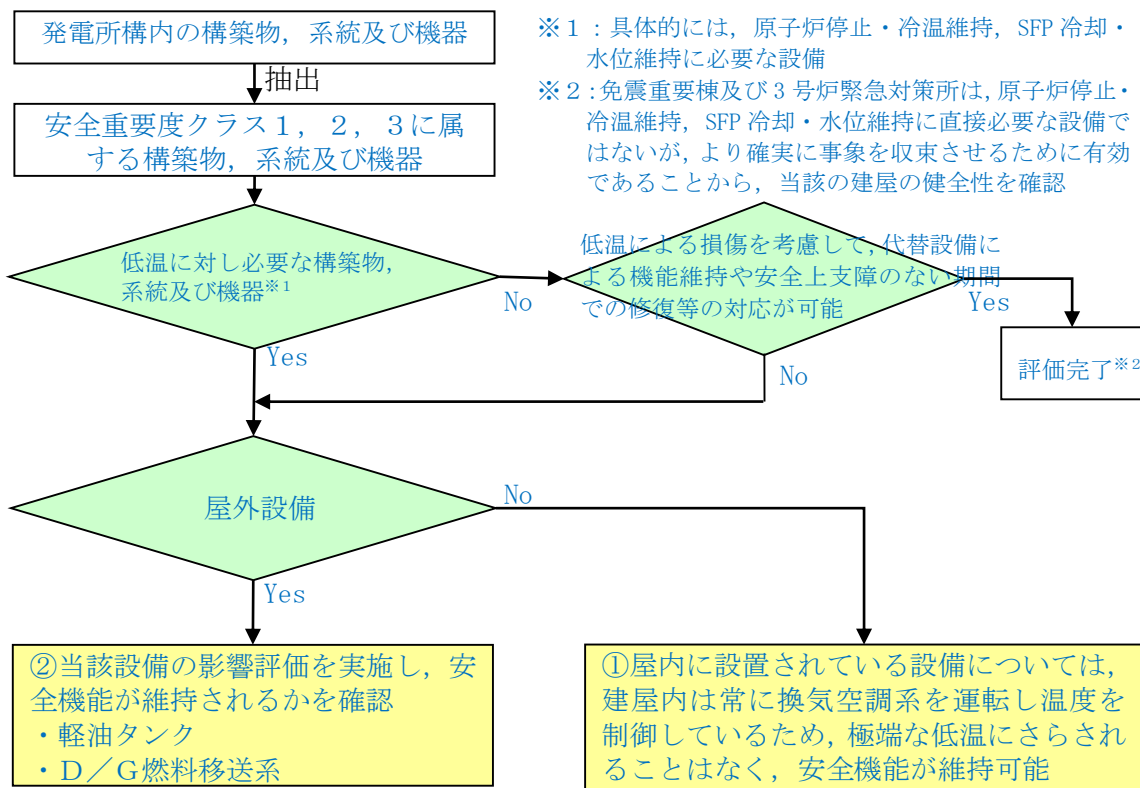 発電所構内の構築物，系統及び機器
抽出
安全重要度クラス１，２，３に属
する構築物，系統及び機器
※１：具体的には，原子炉停止・冷温維持，SFP 冷却・
水位維持に必要な設備
※２：免震重要棟及び３号炉緊急対策所は，原子炉停止・
冷温維持，SFP 冷却・水位維持に直接必要な設備で
はないが，より確実に事象を収束させるために有効
であることから，当該の建屋の健全性を確認
低温に対し必要な構築物，
系統及び機器※１
No
低温による損傷を考慮して，代替設備に
よる機能維持や安全上支障のない期間
での修復等の対応が可能
Yes
評価完了※２
Yes
No
屋外設備
No
Yes
②当該設備の影響評価を実施し，安
全機能が維持されるかを確認
・軽油タンク
・Ｄ／Ｇ燃料移送系
①屋内に設置されている設備については，
建屋内は常に換気空調系を運転し温度を
制御しているため，極端な低温にさらされ
ることはなく，安全機能が維持可能